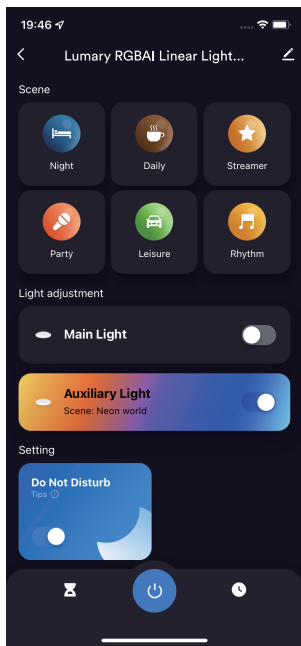 19:46
Lumary RGBAI Linear Light...
Scene
Night
Daily
Streamer
Party
Leisure
Rhythm
Light adjustment
Main Light
Auxiliary Light
Scene: Neon world
Setting
Do Not Disturb
Tips